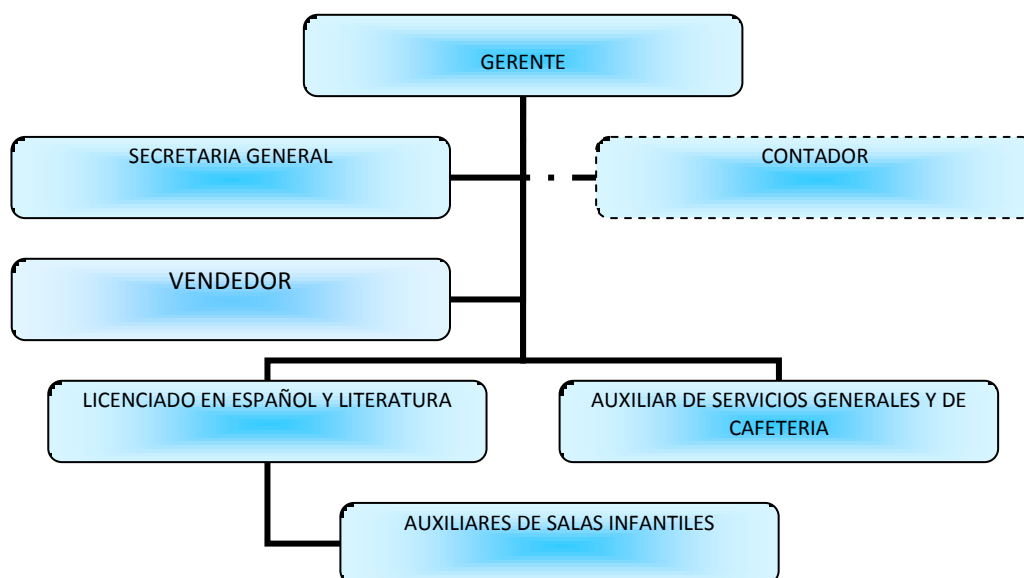 GERENTE
SECRETARIA GENERAL
CONTADOR
VENDEDOR
LICENCIADO EN ESPAÑOL Y LITERATURA
AUXILIAR DE SERVICIOS GENERALES Y DE
CAFETERIA
AUXILIARES DE SALAS INFANTILES